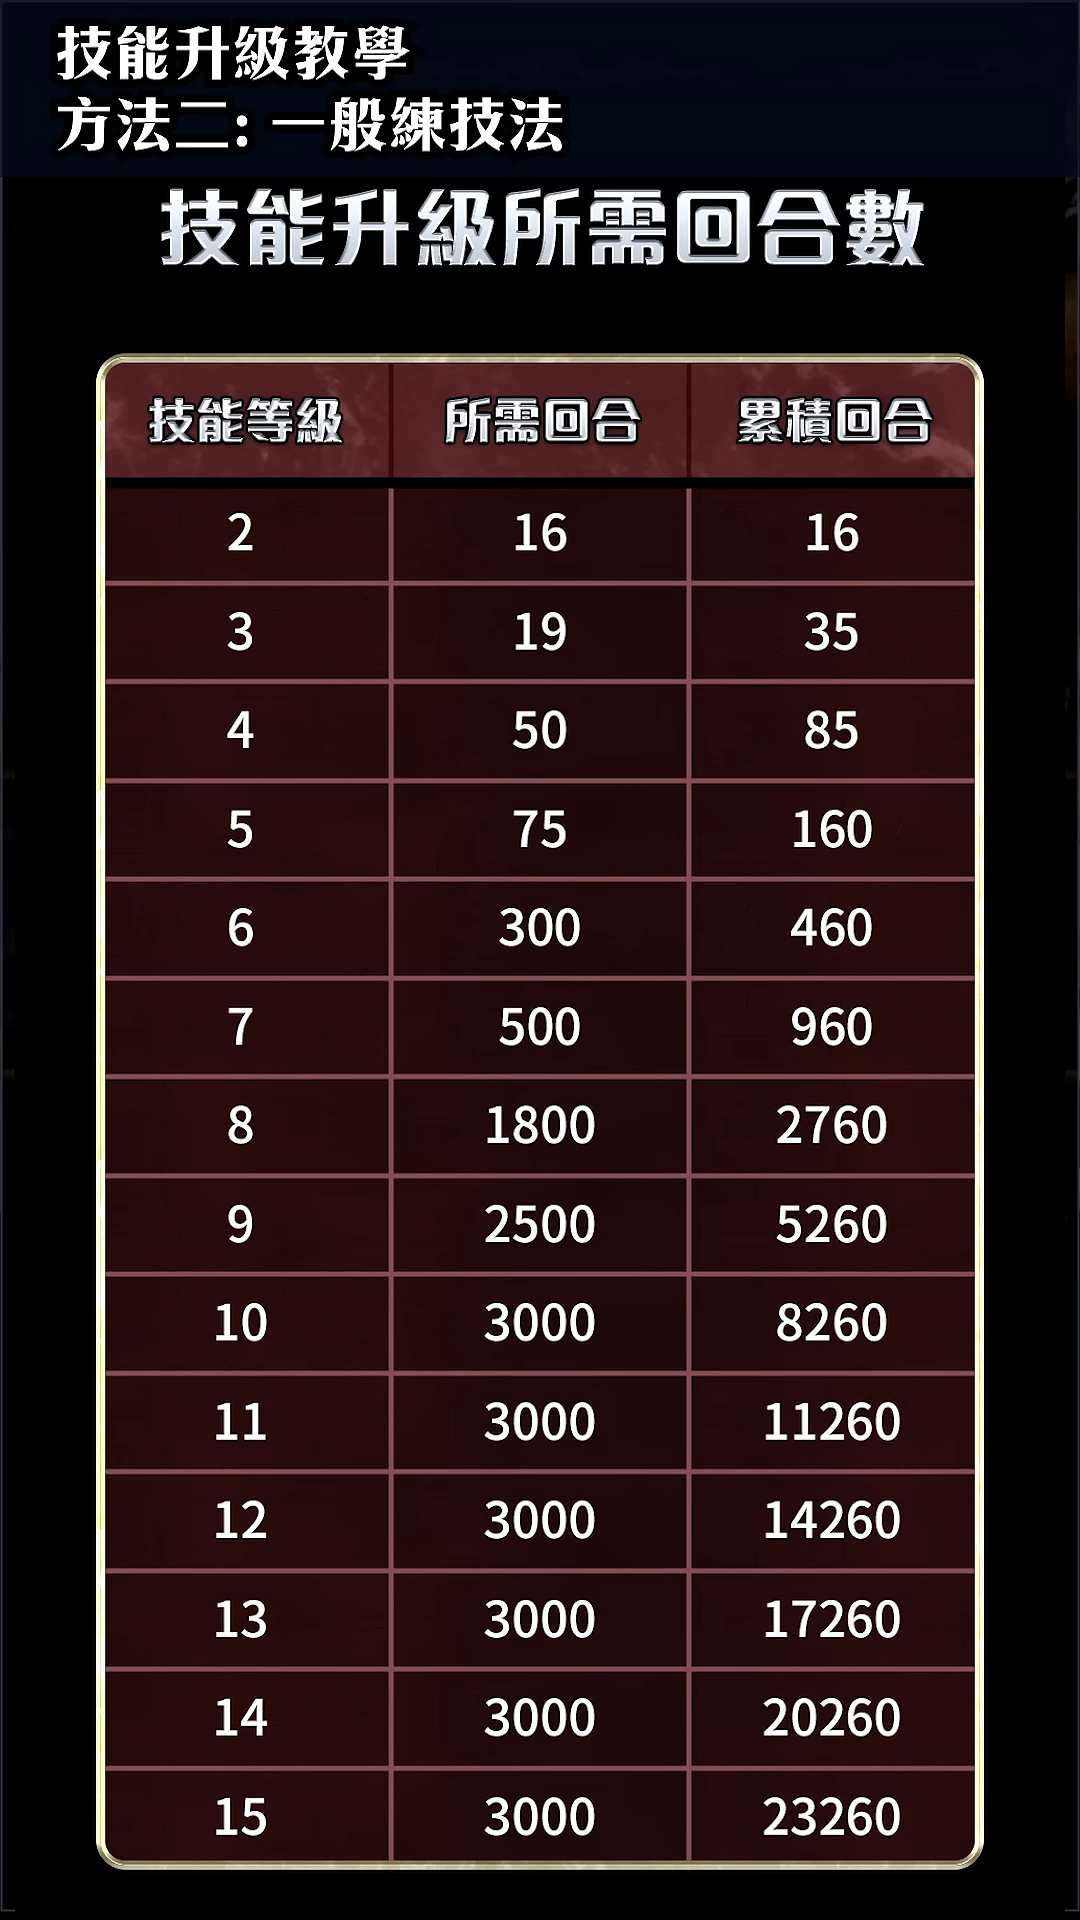 技能升級教學
方法二: 一般練技法
技能升級所需回合數
技能等級 所需回合 累積回合
2 16 16
3 19 35
4 50 85
5 75 160
6 300 460
7 500 960
8 1800 2760
9 2500 5260
10 3000 8260
11 3000 11260
12 3000 14260
13 3000 17260
14 3000 20260
15 3000 23260